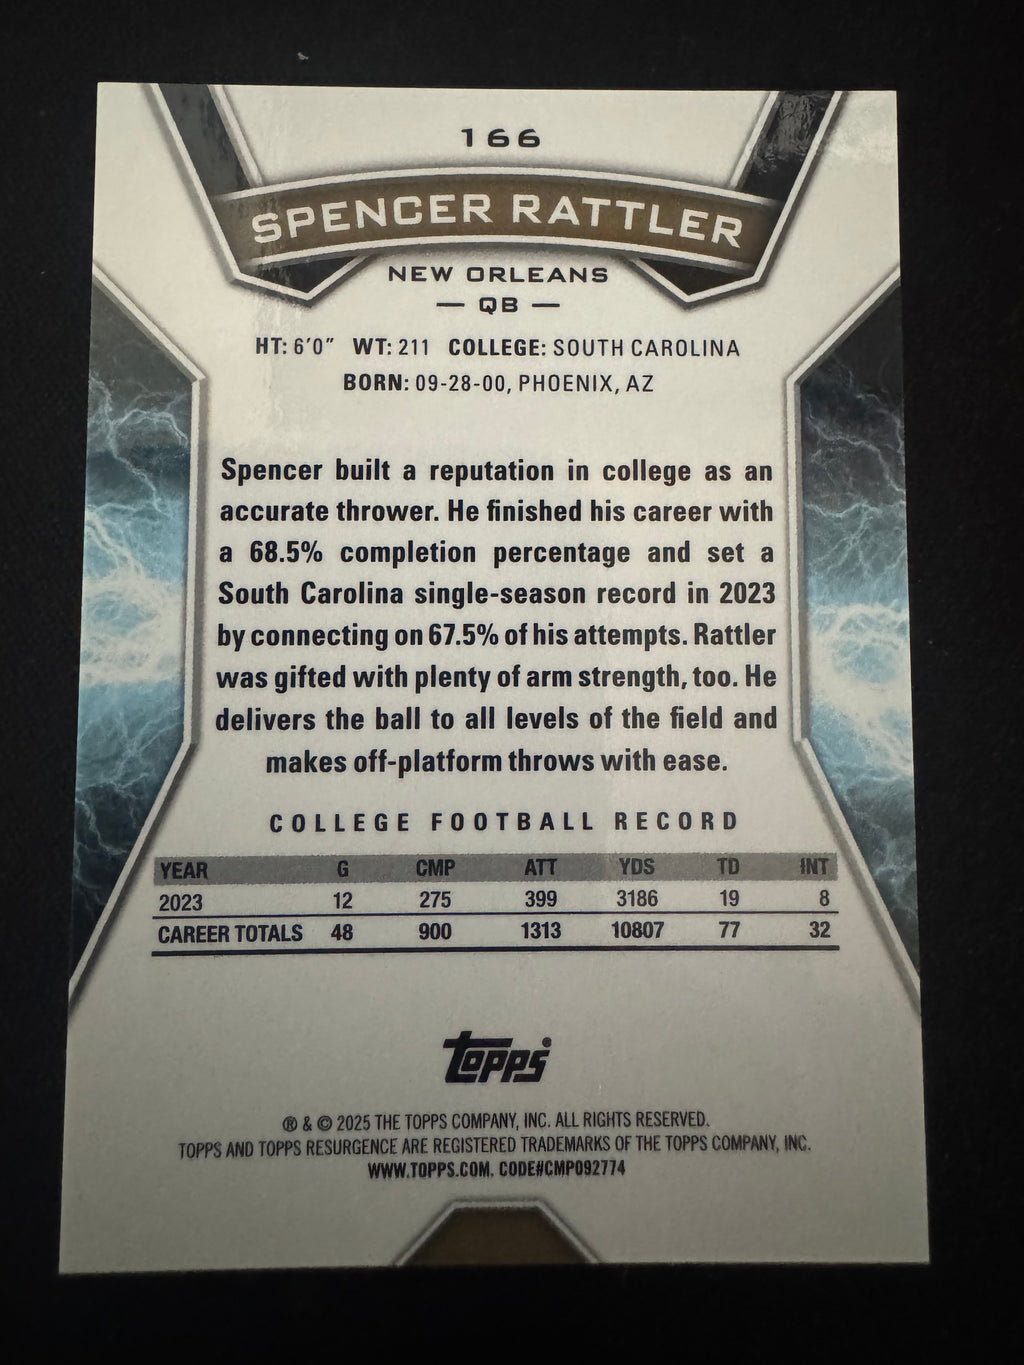 166
SPENCER RATTLER
NEW ORLEANS
— QB —
HT: 6'0" WT: 211 COLLEGE: SOUTH CAROLINA
BORN: 09-28-00, PHOENIX, AZ
Spencer built a reputation in college as an
accurate thrower. He finished his career with
a 68.5% completion percentage and set a
South Carolina single-season record in 2023
by connecting on 67.5% of his attempts. Rattler
was gifted with plenty of arm strength, too. He
delivers the ball to all levels of the field and
makes off-platform throws with ease.
COLLEGE FOOTBALL RECORD
YEAR G CMP ATT YDS TD INT
2023 12 275 399 3186 19 8
CAREER TOTALS 48 900 1313 10807 77 32
Topps®
® & © 2025 THE TOPPS COMPANY, INC. ALL RIGHTS RESERVED.
TOPPS AND TOPPS RESURGENCE ARE REGISTERED TRADEMARKS OF THE TOPPS COMPANY, INC.
WWW.TOPPS.COM. CODE#CMP092774